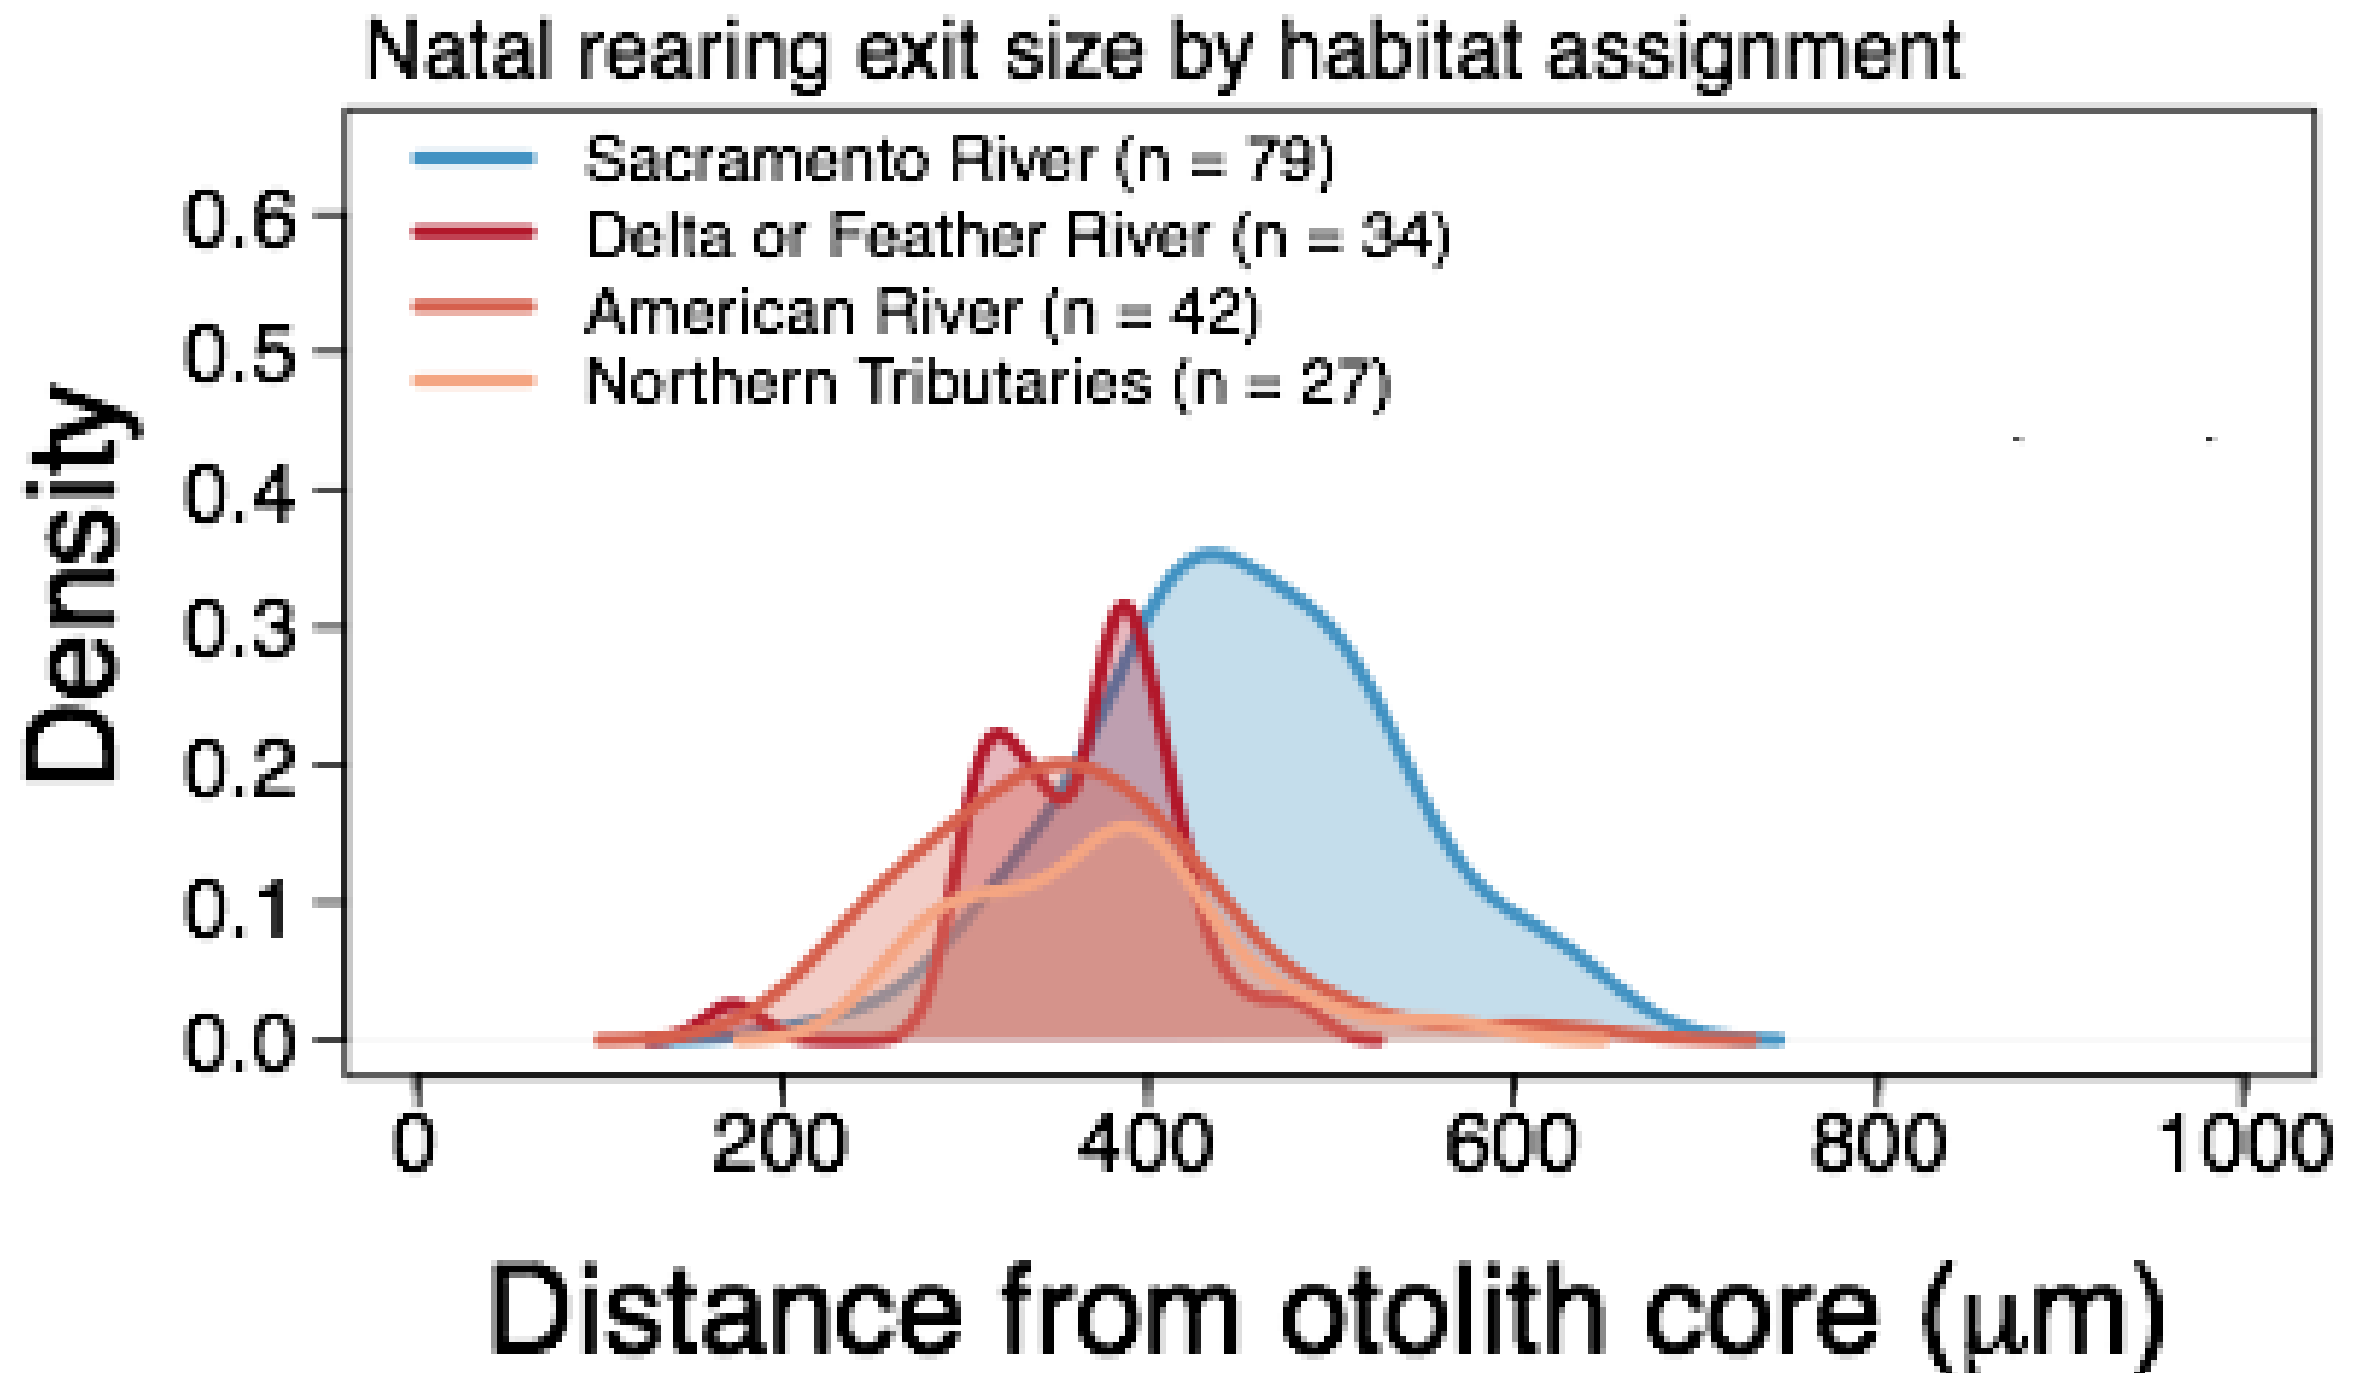 Natal rearing exit size by habitat assignment
Sacramento River (n = 79)
Delta or Feather River (n = 34)
American River (n = 42)
Northern Tributaries (n = 27)
Density
0.6
0.5
0.4
0.3
0.2
0.1
0.0
0 200 400 600 800 1000
Distance from otolith core (μm)